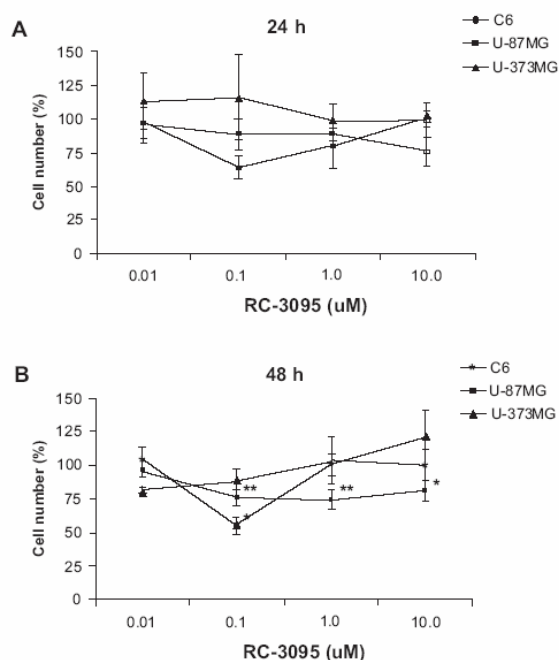 A
24 h
C6
U-87MG
U-373MG
Cell number (%)
150
125
100
75
50
25
0
0.01 0.1 1.0 10.0
RC-3095 (uM)
B
48 h
C6
U-87MG
U-373MG
Cell number (%)
150
125
100
75
50
25
0
** ** *
*
0.01 0.1 1.0 10.0
RC-3095 (uM)